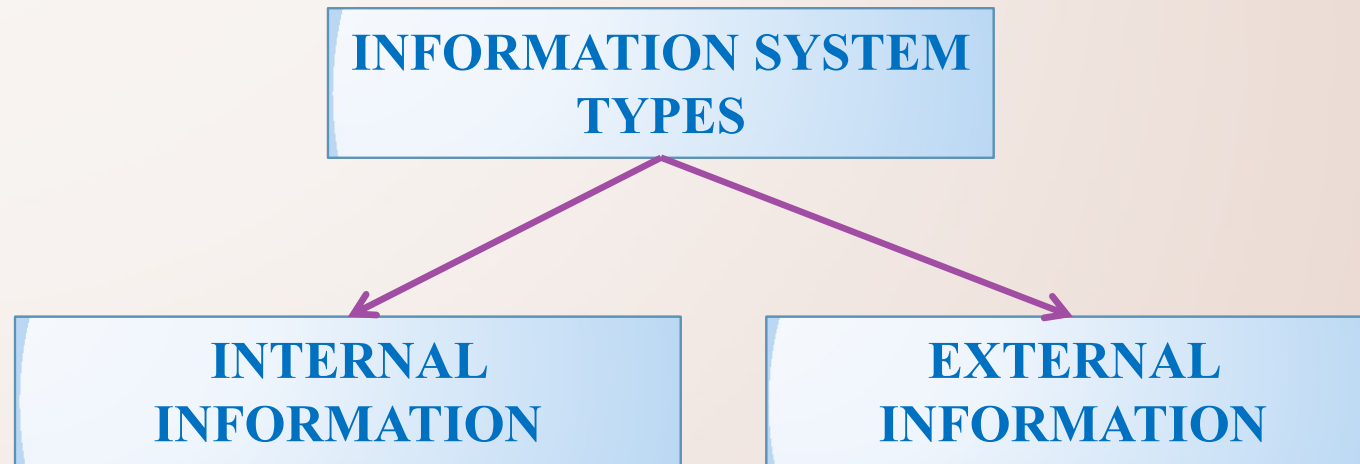 INFORMATION SYSTEM
TYPES
INTERNAL
INFORMATION
EXTERNAL
INFORMATION